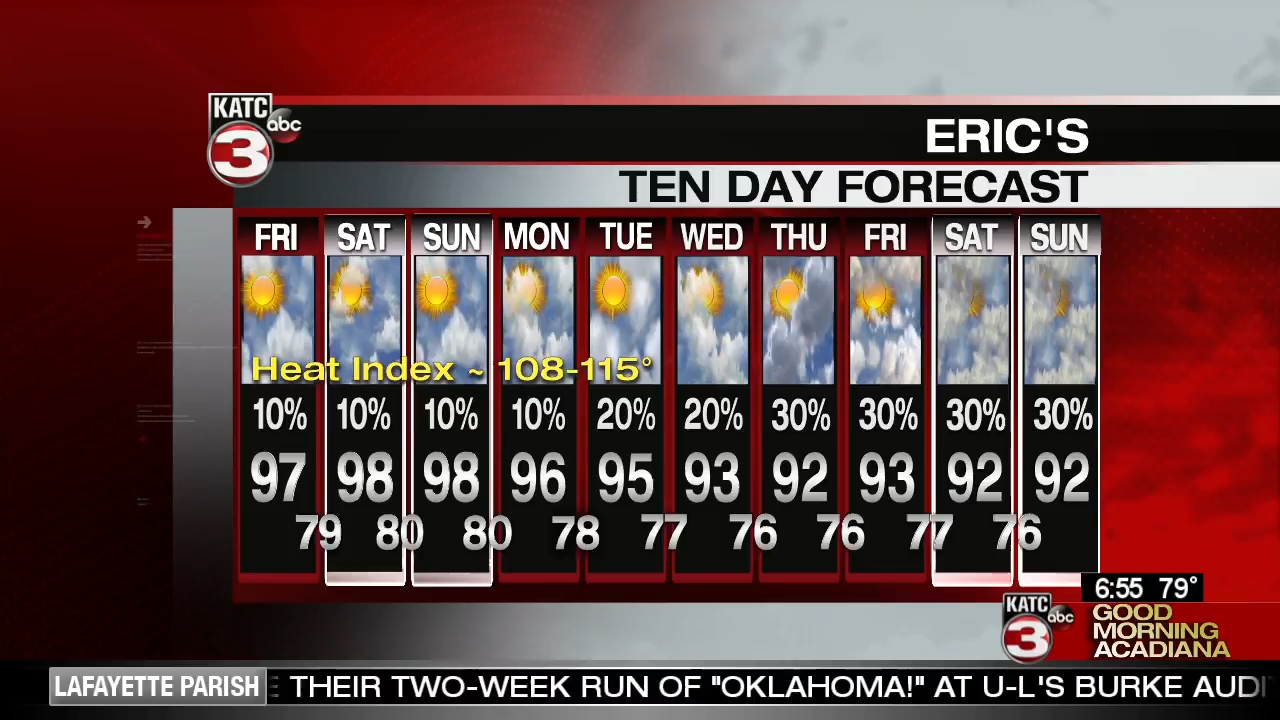 KATC
abc
3
ERIC'S
TEN DAY FORECAST
FRI SAT SUN MON TUE WED THU FRI SAT SUN
Heat Index ~ 108-115°
10% 10% 10% 10% 20% 20% 30% 30% 30% 30%
97 98 98 96 95 93 92 93 92 92
79 80 80 78 77 76 76 77 76
6:55 79°
KATC
abc
3
GOOD
MORNING
ACADIANA
LAFAYETTE PARISH THEIR TWO-WEEK RUN OF "OKLAHOMA!" AT U-L'S BURKE AUDI